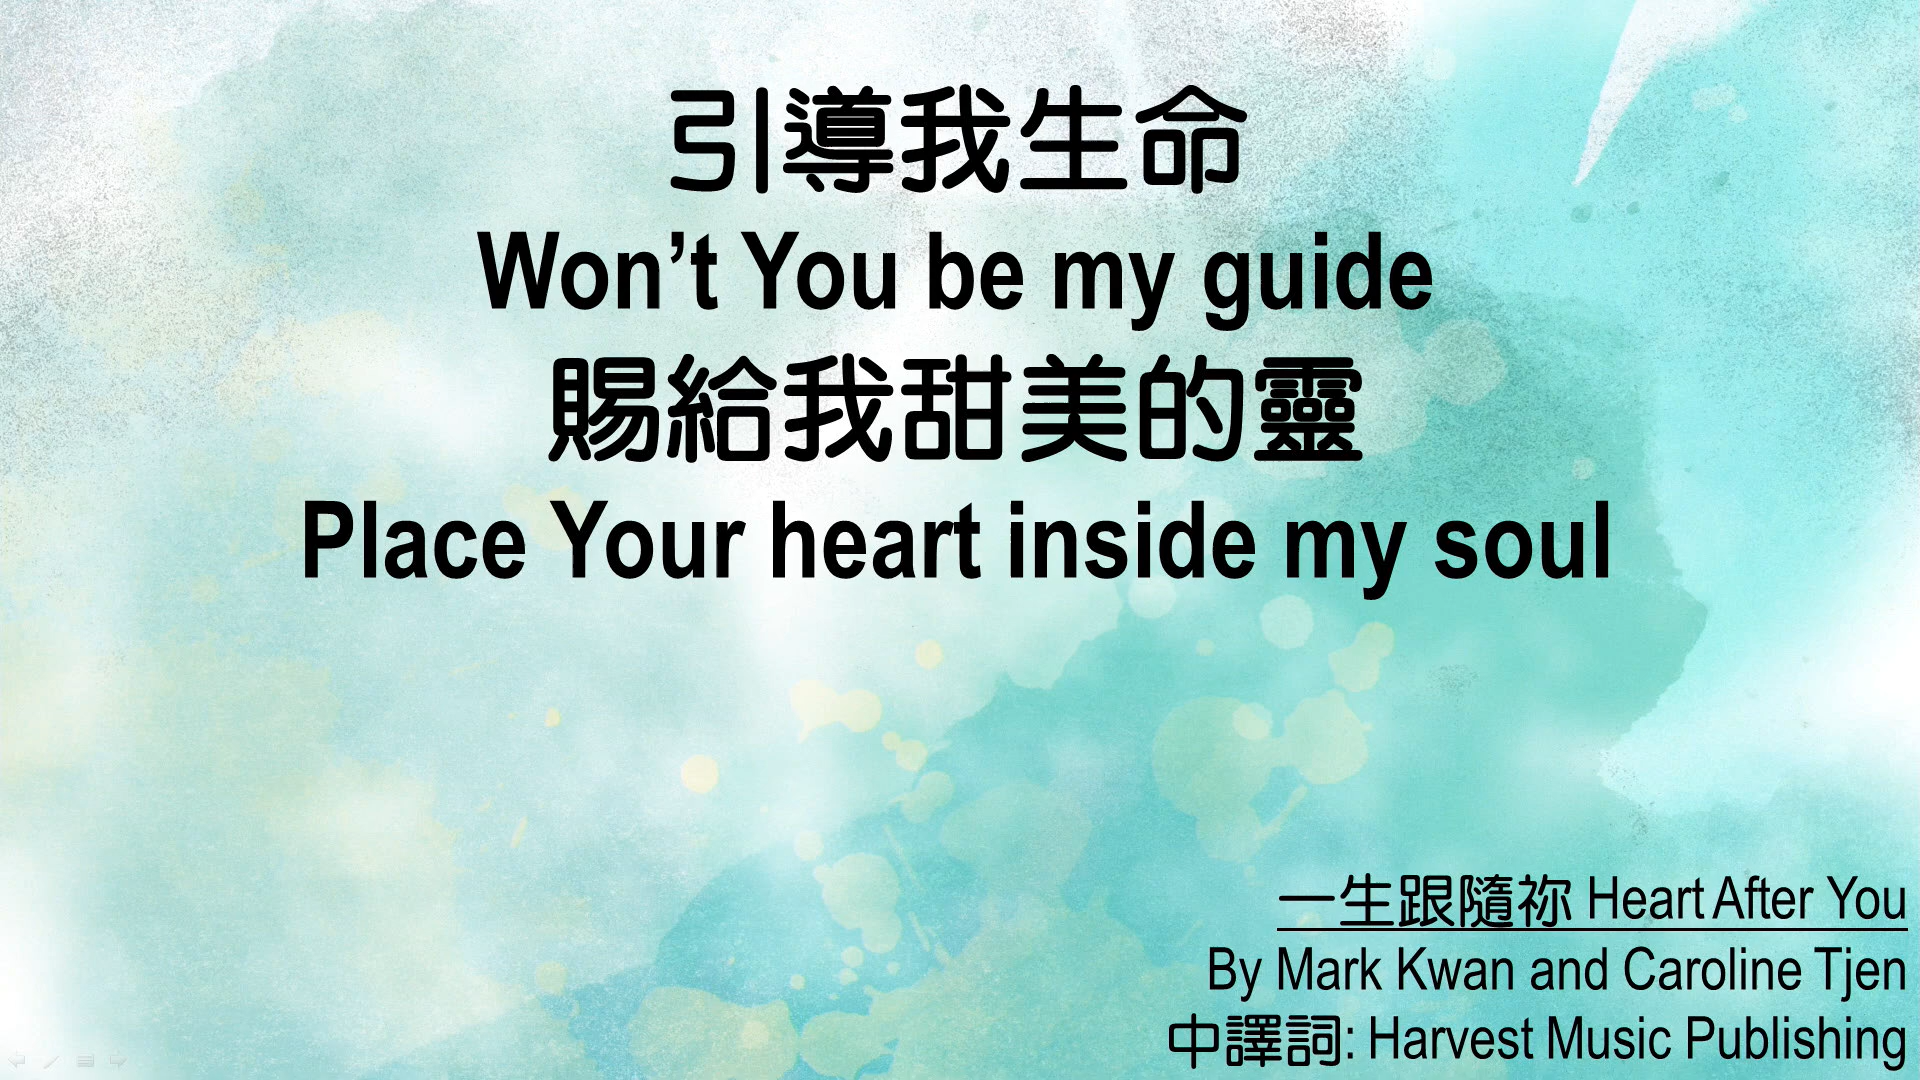 引導我生命
Won’t You be my guide
賜給我甜美的靈
Place Your heart inside my soul
一生跟隨祢 Heart After You
By Mark Kwan and Caroline Tjen
中譯詞: Harvest Music Publishing